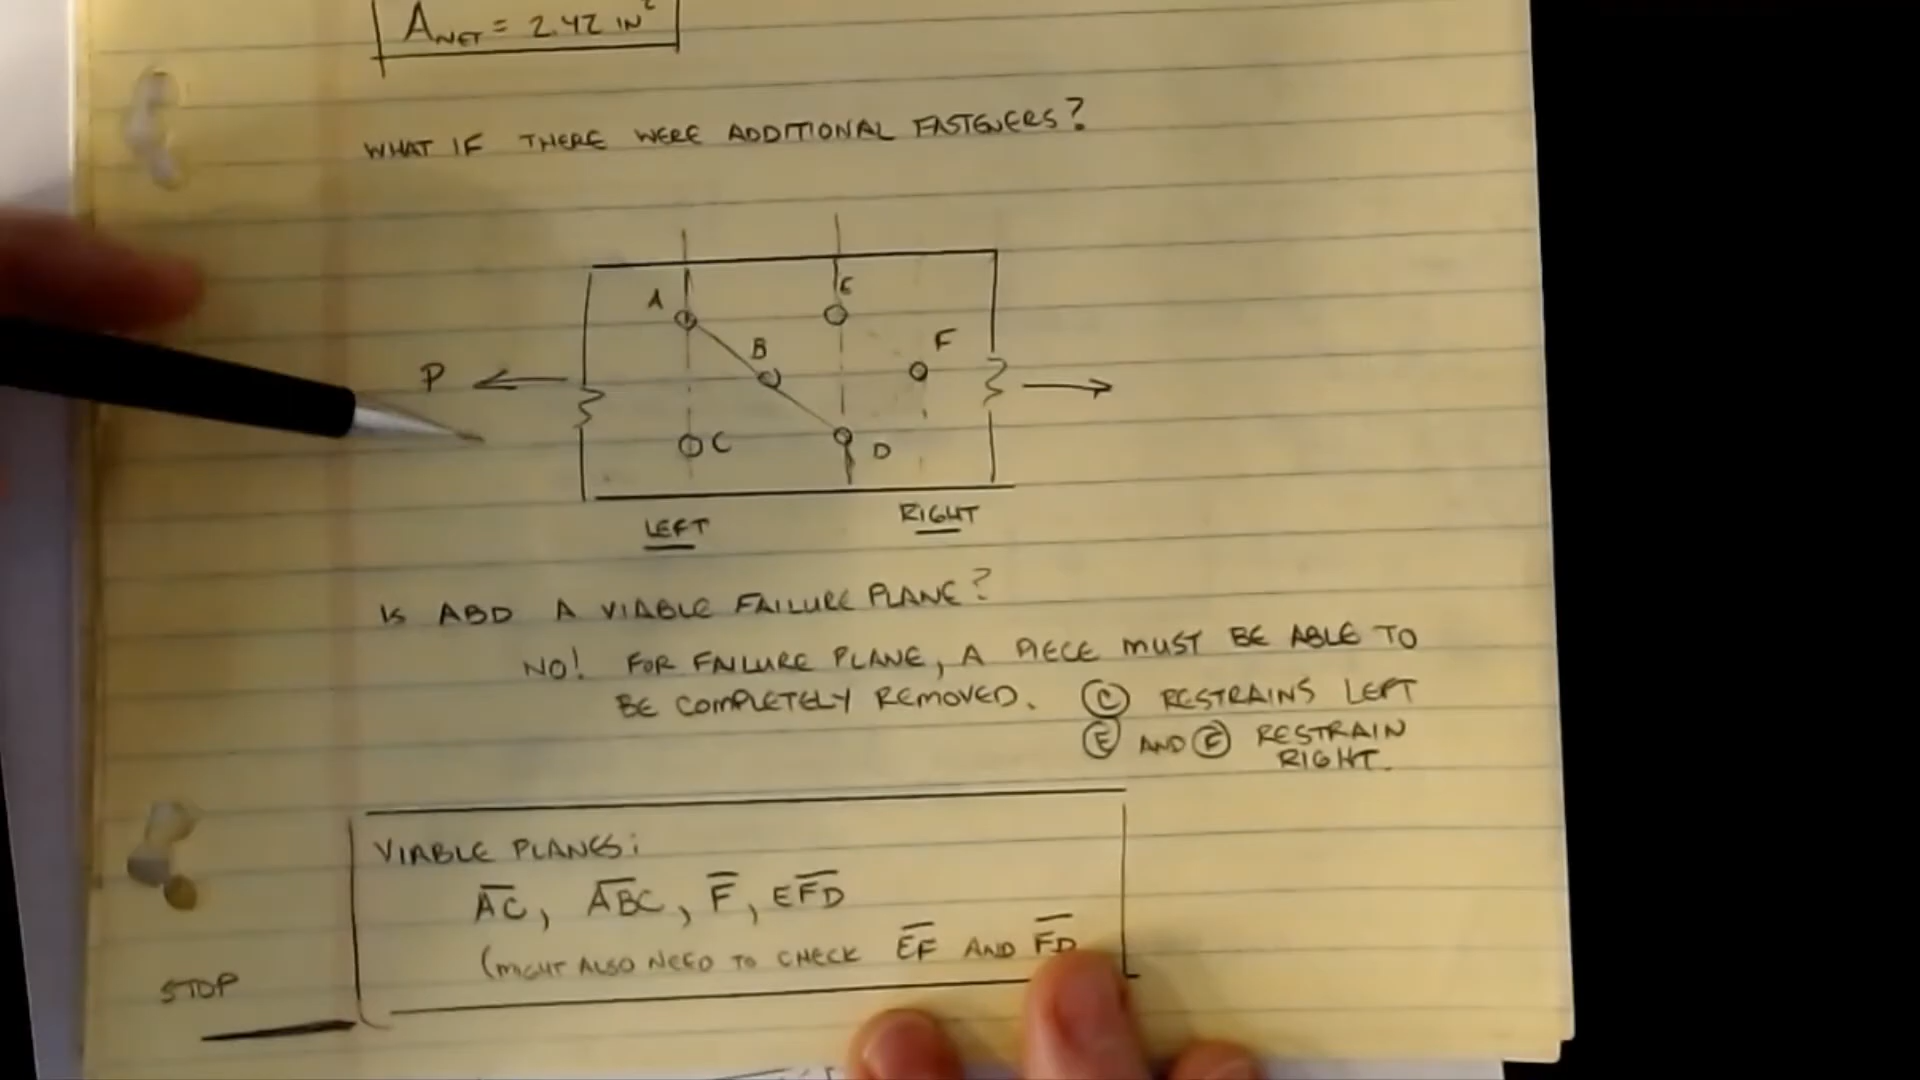 ANET = 2.42 IN²
WHAT IF THERE WERE ADDITIONAL FASTENERS?
A
E
B
F
P
C
D
LEFT
RIGHT
IS ABD A VIABLE FAILURE PLANE?
NO! FOR FAILURE PLANE, A PIECE MUST BE ABLE TO
BE COMPLETELY REMOVED. C RESTRAINS LEFT
E AND F RESTRAIN
RIGHT.
VIABLE PLANES:
AC, ABC, F, EFD
(MIGHT ALSO NEED TO CHECK EF AND FD
STOP